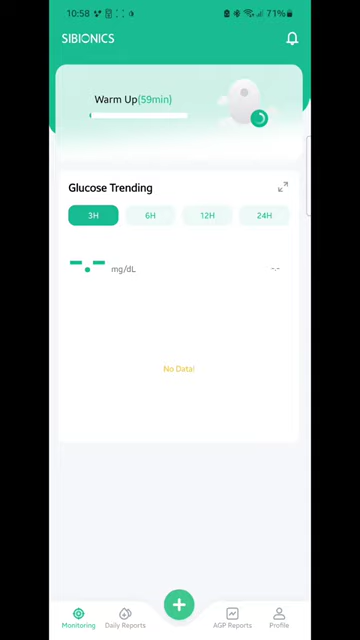 10:58 71%
SIBIONICS
Warm Up(59min)
Glucose Trending
3H 6H 12H 24H
-.- mg/dL -.-
No Data!
+
Monitoring Daily Reports AGP Reports Profile